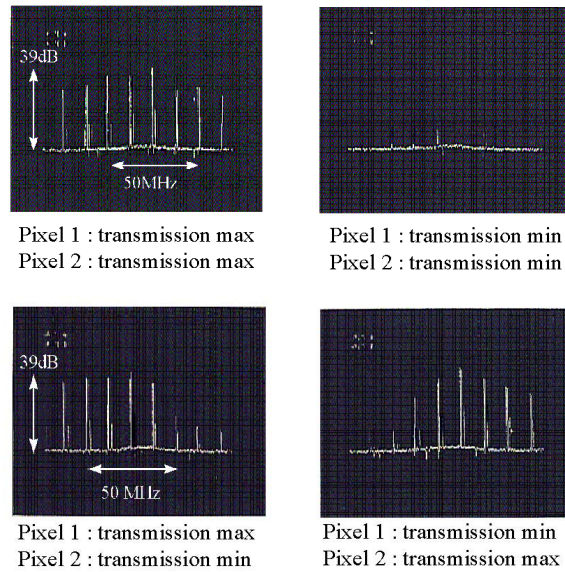 39dB
50MHz
Pixel 1 : transmission max
Pixel 2 : transmission max
Pixel 1 : transmission min
Pixel 2 : transmission min
39dB
50 MHz
Pixel 1 : transmission max
Pixel 2 : transmission min
Pixel 1 : transmission min
Pixel 2 : transmission max